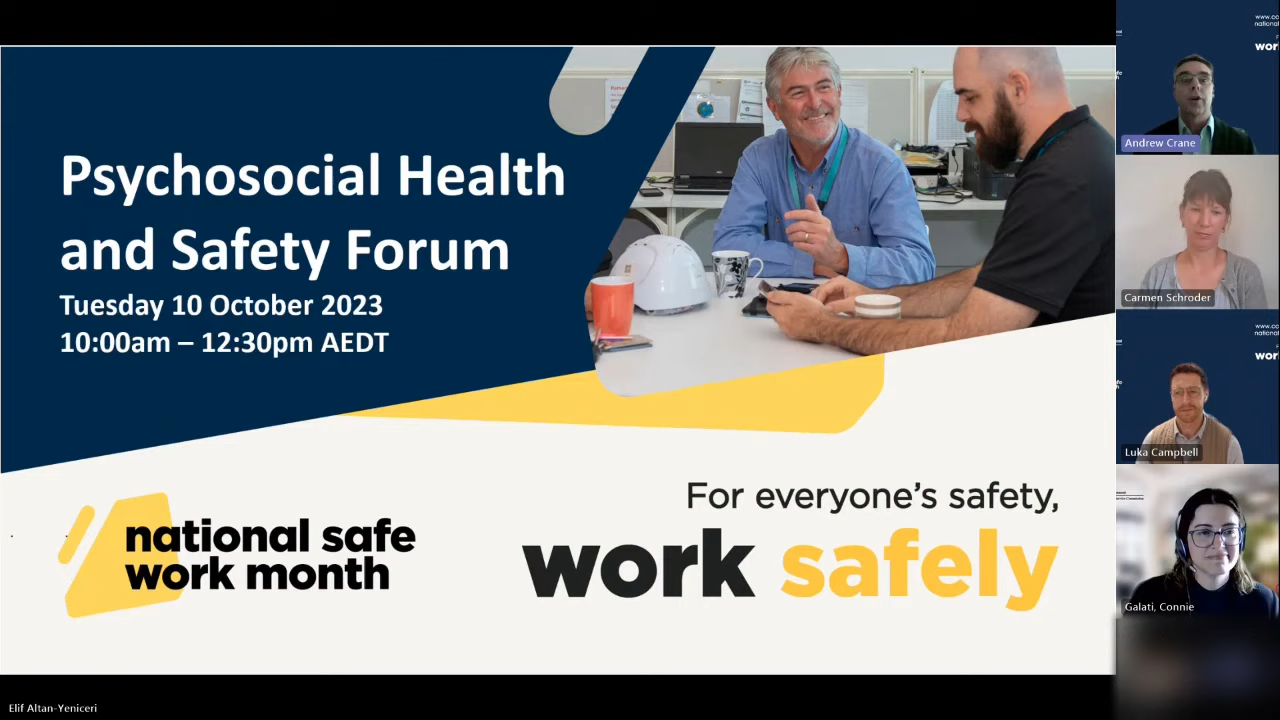 Psychosocial Health
and Safety Forum
Tuesday 10 October 2023
10:00am – 12:30pm AEDT
national safe
work month
For everyone's safety,
work safely
Andrew Crane
Carmen Schroder
Luka Campbell
Galati, Connie
Elif Altan-Yeniceri